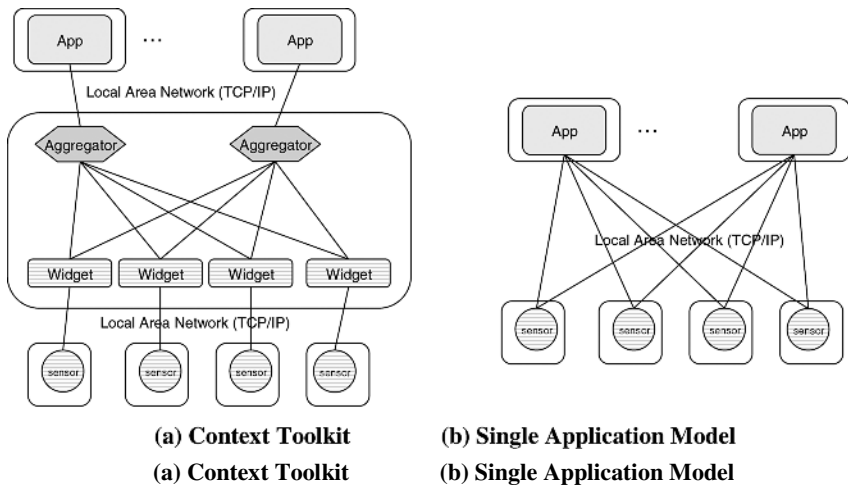 App ... App
Local Area Network (TCP/IP)
Aggregator Aggregator
Widget Widget Widget Widget
Local Area Network (TCP/IP)
sensor sensor sensor sensor
App ... App
Local Area Network (TCP/IP)
sensor sensor sensor sensor
(a) Context Toolkit (b) Single Application Model
(a) Context Toolkit (b) Single Application Model